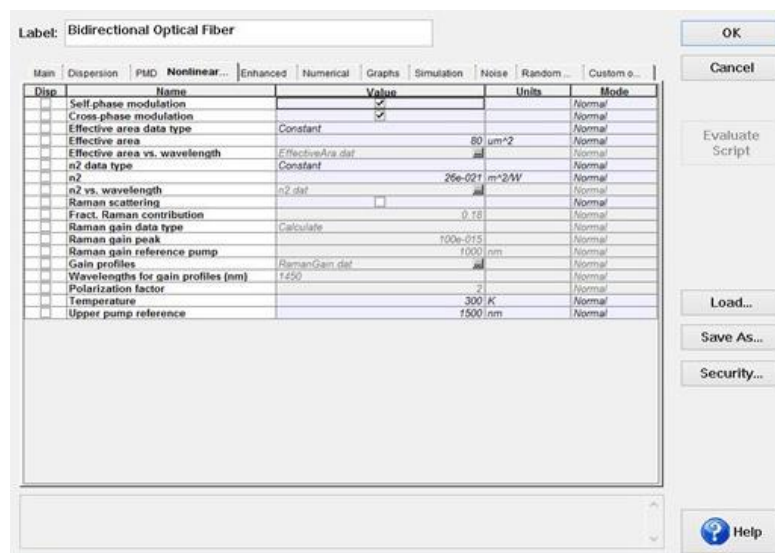 Label: Bidirectional Optical Fiber
OK
Cancel
Evaluate
Script
Load...
Save As...
Security...
Help
Main Dispersion PMD Nonlinear... Enhanced Numerical Graphs Simulation Noise Random ... Custom o...
Disp Name Value Units Mode
Self-phase modulation Normal
Cross-phase modulation Normal
Effective area data type Constant Normal
Effective area 80 um^2 Normal
Effective area vs. wavelength EffectiveAra.dat Normal
n2 data type Constant Normal
n2 26e-021 m^2/W Normal
n2 vs. wavelength n2.dat Normal
Raman scattering Normal
Fract. Raman contribution 0.18 Normal
Raman gain data type Calculate Normal
Raman gain peak 100e-015 Normal
Raman gain reference pump 1000 nm Normal
Gain profiles RamanGain.dat Normal
Wavelengths for gain profiles (nm) 1450 Normal
Polarization factor 2 Normal
Temperature 300 K Normal
Upper pump reference 1500 nm Normal